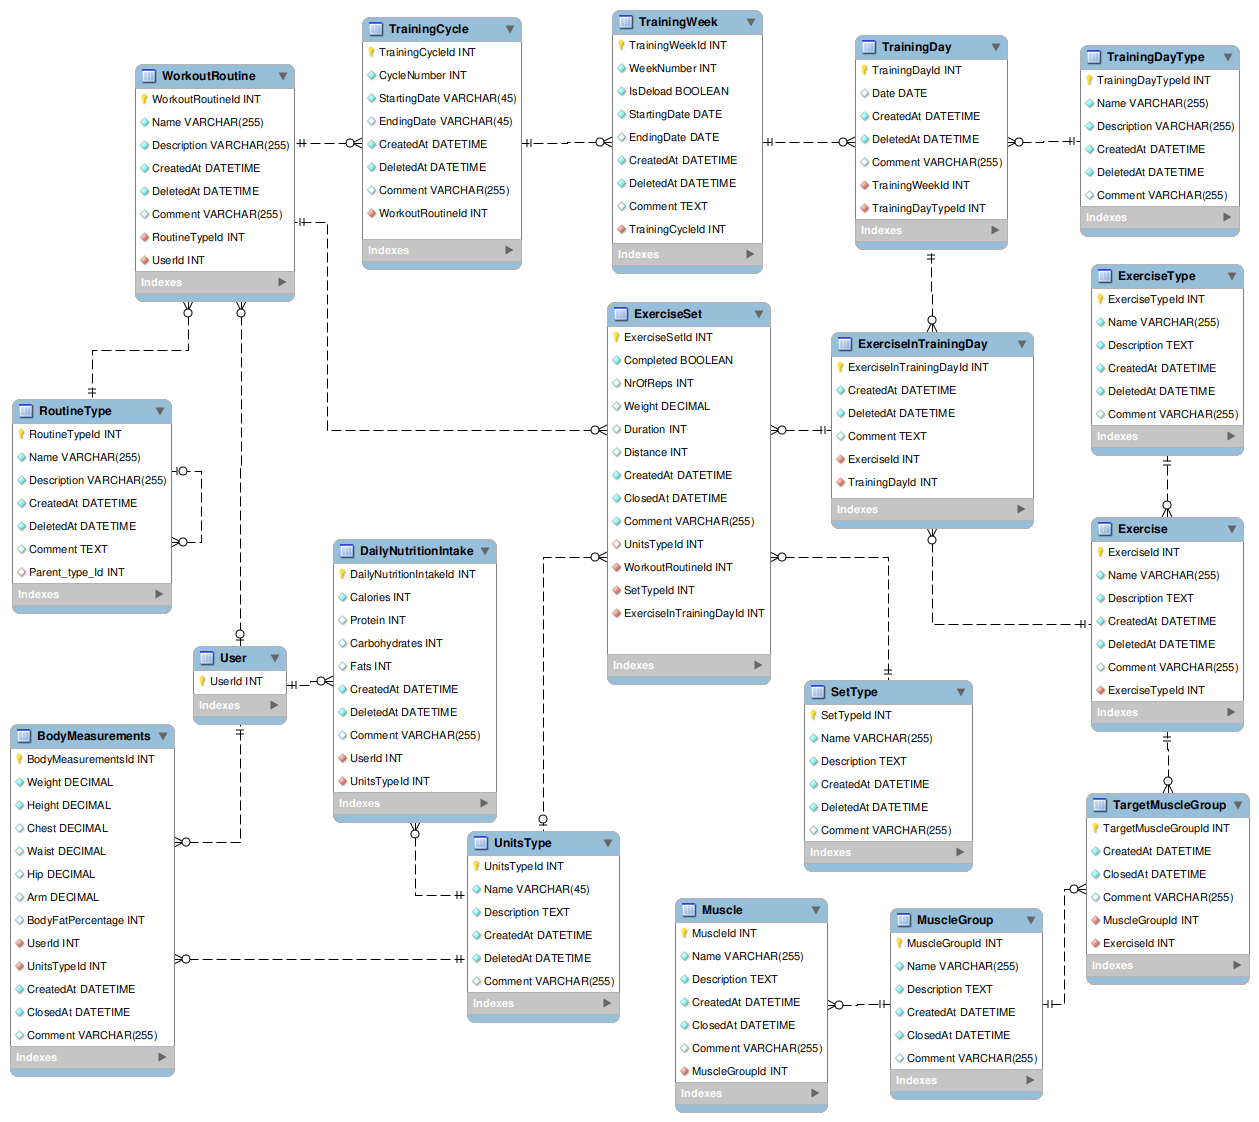 WorkoutRoutine
WorkoutRoutineId INT
Name VARCHAR(255)
Description VARCHAR(255)
CreatedAt DATETIME
DeletedAt DATETIME
Comment VARCHAR(255)
RoutineTypeId INT
UserId INT
Indexes
TrainingCycle
TrainingCycleId INT
CycleNumber INT
StartingDate VARCHAR(45)
EndingDate VARCHAR(45)
CreatedAt DATETIME
DeletedAt DATETIME
Comment VARCHAR(255)
WorkoutRoutineId INT
Indexes
TrainingWeek
TrainingWeekId INT
WeekNumber INT
IsDeload BOOLEAN
StartingDate DATE
EndingDate DATE
CreatedAt DATETIME
DeletedAt DATETIME
Comment TEXT
TrainingCycleId INT
Indexes
TrainingDay
TrainingDayId INT
Date DATE
CreatedAt DATETIME
DeletedAt DATETIME
Comment VARCHAR(255)
TrainingWeekId INT
TrainingDayTypeId INT
Indexes
TrainingDayType
TrainingDayTypeId INT
Name VARCHAR(255)
Description VARCHAR(255)
CreatedAt DATETIME
DeletedAt DATETIME
Comment VARCHAR(255)
Indexes
ExerciseType
ExerciseTypeId INT
Name VARCHAR(255)
Description TEXT
CreatedAt DATETIME
DeletedAt DATETIME
Comment VARCHAR(255)
Indexes
ExerciseSet
ExerciseSetId INT
Completed BOOLEAN
NrOfReps INT
Weight DECIMAL
Duration INT
Distance INT
CreatedAt DATETIME
ClosedAt DATETIME
Comment VARCHAR(255)
UnitsTypeId INT
WorkoutRoutineId INT
SetTypeId INT
ExerciseInTrainingDayId INT
Indexes
ExerciseInTrainingDay
ExerciseInTrainingDayId INT
CreatedAt DATETIME
DeletedAt DATETIME
Comment TEXT
ExerciseId INT
TrainingDayId INT
Indexes
RoutineType
RoutineTypeId INT
Name VARCHAR(255)
Description VARCHAR(255)
CreatedAt DATETIME
DeletedAt DATETIME
Comment TEXT
Parent_type_Id INT
Indexes
Exercise
ExerciseId INT
Name VARCHAR(255)
Description TEXT
CreatedAt DATETIME
DeletedAt DATETIME
Comment VARCHAR(255)
ExerciseTypeId INT
Indexes
DailyNutritionIntake
DailyNutritionIntakeId INT
Calories INT
Protein INT
Carbohydrates INT
Fats INT
CreatedAt DATETIME
DeletedAt DATETIME
Comment VARCHAR(255)
UserId INT
UnitsTypeId INT
Indexes
User
UserId INT
Indexes
SetType
SetTypeId INT
Name VARCHAR(255)
Description TEXT
CreatedAt DATETIME
DeletedAt DATETIME
Comment VARCHAR(255)
Indexes
BodyMeasurements
BodyMeasurementsId INT
Weight DECIMAL
Height DECIMAL
Chest DECIMAL
Waist DECIMAL
Hip DECIMAL
Arm DECIMAL
BodyFatPercentage INT
UserId INT
UnitsTypeId INT
CreatedAt DATETIME
ClosedAt DATETIME
Comment VARCHAR(255)
Indexes
UnitsType
UnitsTypeId INT
Name VARCHAR(45)
Description TEXT
CreatedAt DATETIME
DeletedAt DATETIME
Comment VARCHAR(255)
Indexes
TargetMuscleGroup
TargetMuscleGroupId INT
CreatedAt DATETIME
ClosedAt DATETIME
Comment VARCHAR(255)
MuscleGroupId INT
ExerciseId INT
Indexes
Muscle
MuscleId INT
Name VARCHAR(255)
Description TEXT
CreatedAt DATETIME
ClosedAt DATETIME
Comment VARCHAR(255)
MuscleGroupId INT
Indexes
MuscleGroup
MuscleGroupId INT
Name VARCHAR(255)
Description TEXT
CreatedAt DATETIME
ClosedAt DATETIME
Comment VARCHAR(255)
Indexes